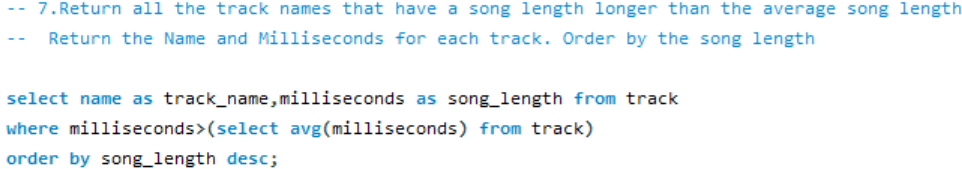 -- 7.Return all the track names that have a song length longer than the average song length
--  Return the Name and Milliseconds for each track. Order by the song length
select name as track_name,milliseconds as song_length from track
where milliseconds>(select avg(milliseconds) from track)
order by song_length desc;